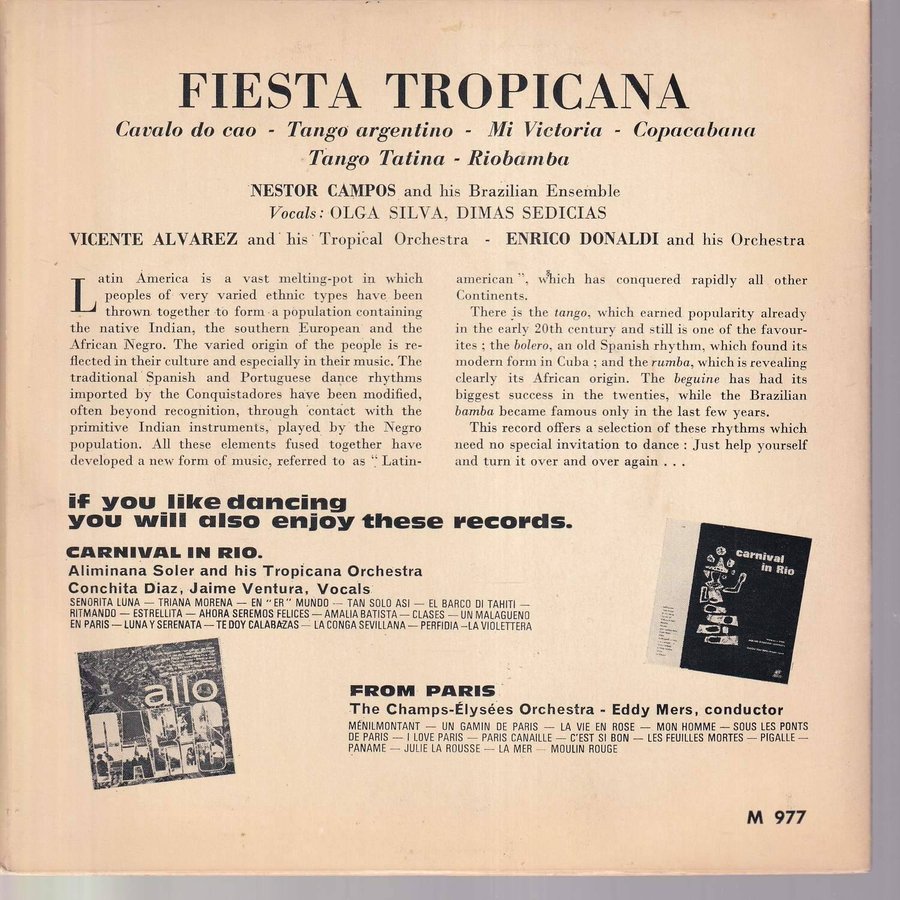 FIESTA TROPICANA
Cavalo do cao - Tango argentino - Mi Victoria - Copacabana
Tango Tatina - Riobamba
NESTOR CAMPOS and his Brazilian Ensemble
Vocals: OLGA SILVA, DIMAS SEDICIAS
VICENTE ALVAREZ and his Tropical Orchestra - ENRICO DONALDI and his Orchestra
Latin America is a vast melting-pot in which
peoples of very varied ethnic types have been
thrown together to form a population containing
the native Indian, the southern European and the
African Negro. The varied origin of the people is re-
flected in their culture and especially in their music. The
traditional Spanish and Portuguese dance rhythms
imported by the Conquistadores have been modified,
often beyond recognition, through contact with the
primitive Indian instruments, played by the Negro
population. All these elements fused together have
developed a new form of music, referred to as “ Latin-
american ”, which has conquered rapidly all other
Continents.
There is the tango, which earned popularity already
in the early 20th century and still is one of the favour-
ites ; the bolero, an old Spanish rhythm, which found its
modern form in Cuba ; and the rumba, which is revealing
clearly its African origin. The beguine has had its
biggest success in the twenties, while the Brazilian
bamba became famous only in the last few years.
This record offers a selection of these rhythms which
need no special invitation to dance : Just help yourself
and turn it over and over again . . .
if you like dancing
you will also enjoy these records.
CARNIVAL IN RIO.
Aliminana Soler and his Tropicana Orchestra
Conchita Diaz, Jaime Ventura, Vocals
SENORITA LUNA — TRIANA MORENA — EN “ ER ” MUNDO — TAN SOLO ASI — EL BARCO DI TAHITI —
RITMANDO — ESTRELLITA — AHORA SEREMOS FELICES — AMALIA BATISTA — CLASES — UN MALAGUENO
EN PARIS — LUNA Y SERENATA — TE DOY CALABAZAS — LA CONGA SEVILLANA — PERFIDIA — LA VIOLETTERA
carnival
in Rio
allo
FROM PARIS
The Champs-Élysées Orchestra - Eddy Mers, conductor
MÉNILMONTANT — UN GAMIN DE PARIS — LA VIE EN ROSE — MON HOMME — SOUS LES PONTS
DE PARIS — I LOVE PARIS — PARIS CANAILLE — C’EST SI BON — LES FEUILLES MORTES — PIGALLE —
PANAME — JULIE LA ROUSSE — LA MER — MOULIN ROUGE
M 977